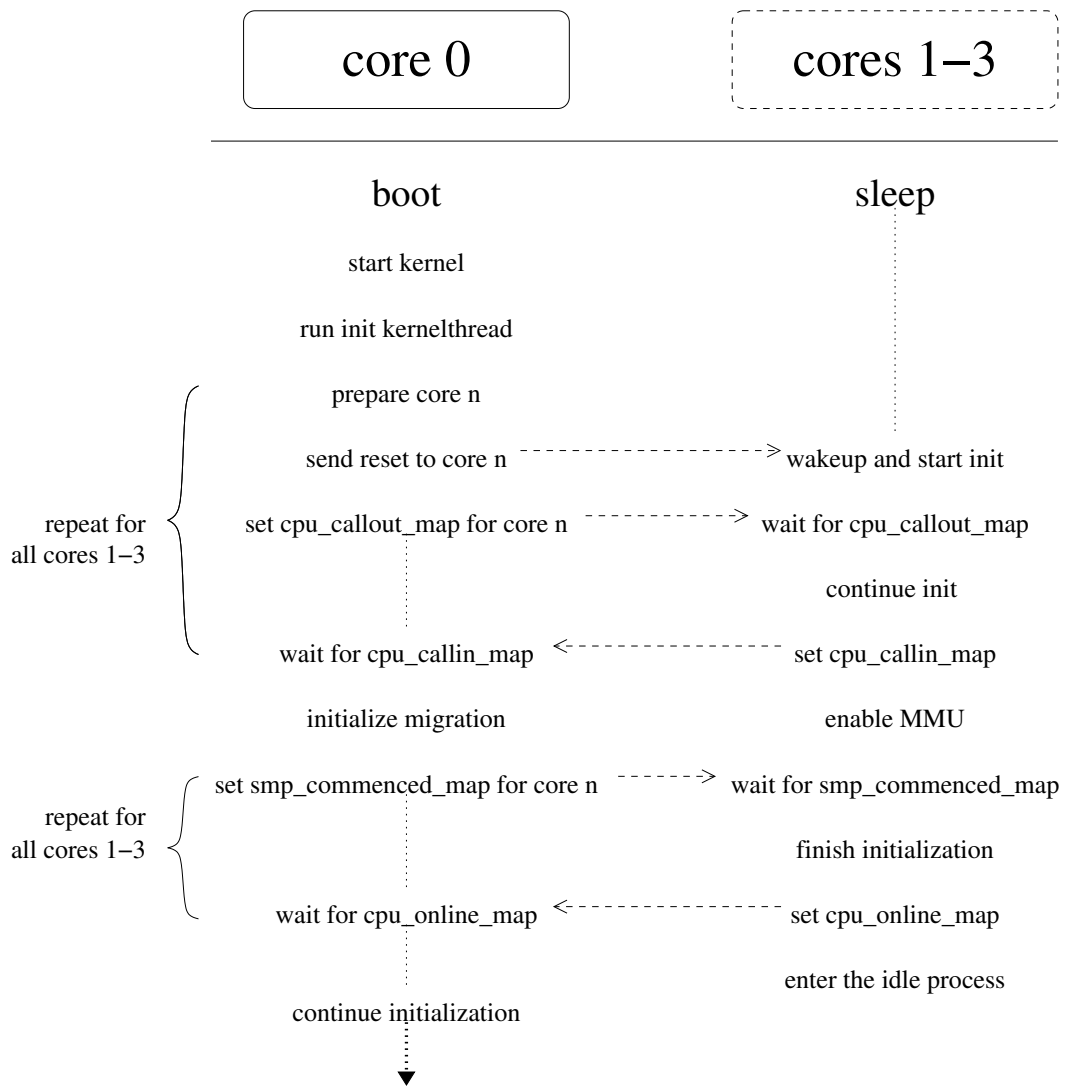 core 0
cores 1−3
boot
sleep
start kernel
run init kernelthread
prepare core n
send reset to core n
wakeup and start init
repeat for
all cores 1−3
set cpu_callout_map for core n
wait for cpu_callout_map
continue init
wait for cpu_callin_map
set cpu_callin_map
initialize migration
enable MMU
set smp_commenced_map for core n
wait for smp_commenced_map
repeat for
all cores 1−3
finish initialization
wait for cpu_online_map
set cpu_online_map
enter the idle process
continue initialization